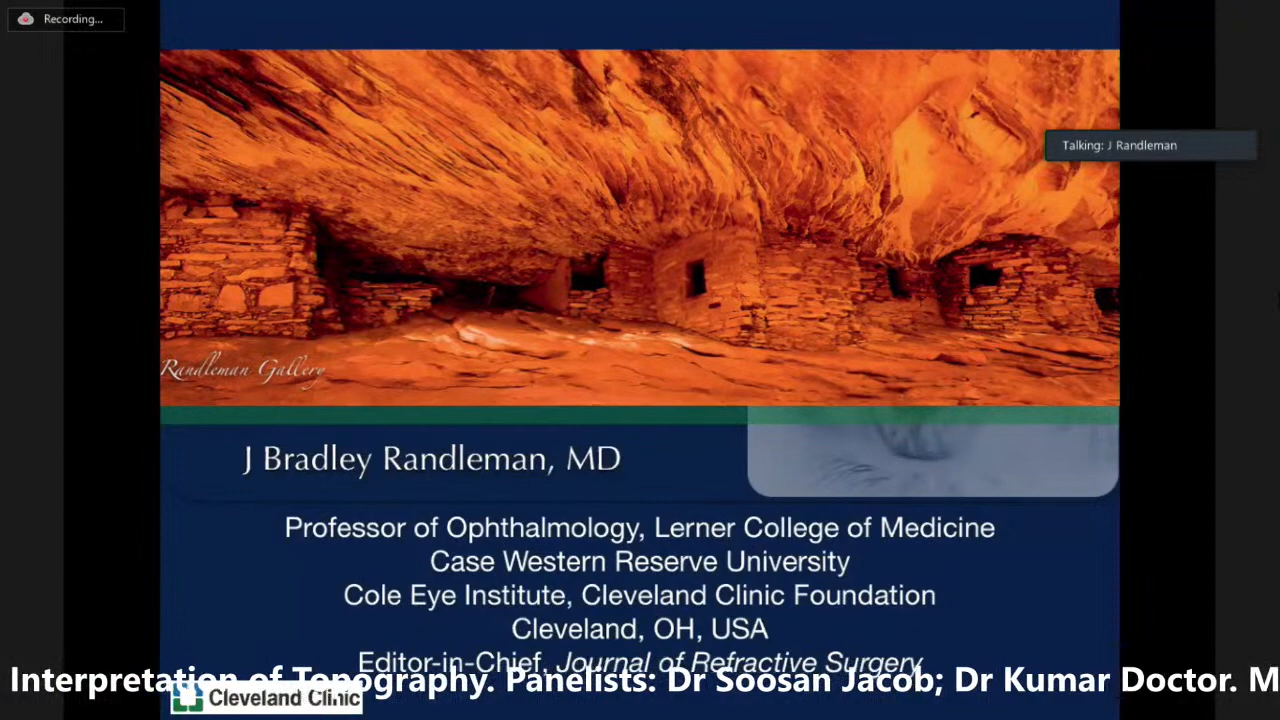 Recording...
Talking: J Randleman
Randleman Gallery
J Bradley Randleman, MD
Professor of Ophthalmology, Lerner College of Medicine
Case Western Reserve University
Cole Eye Institute, Cleveland Clinic Foundation
Cleveland, OH, USA
Editor-in-Chief, Journal of Refractive Surgery
Interpretation of Topography. Panelists: Dr Soosan Jacob; Dr Kumar Doctor. M
Cleveland Clinic